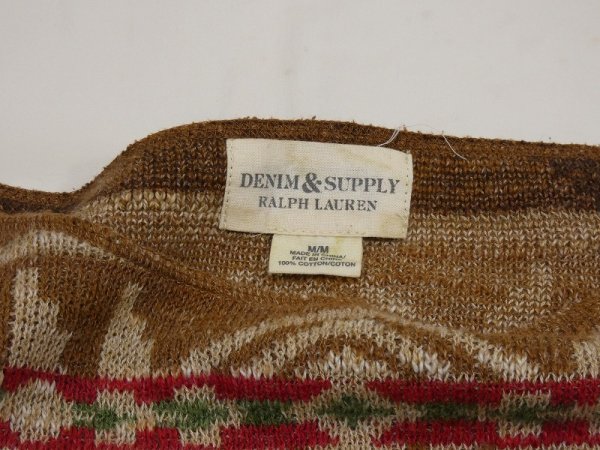 DENIM & SUPPLY
RALPH LAUREN
M/M
MADE IN CHINA/
FAIT EN CHINE
100% COTTON/COTON